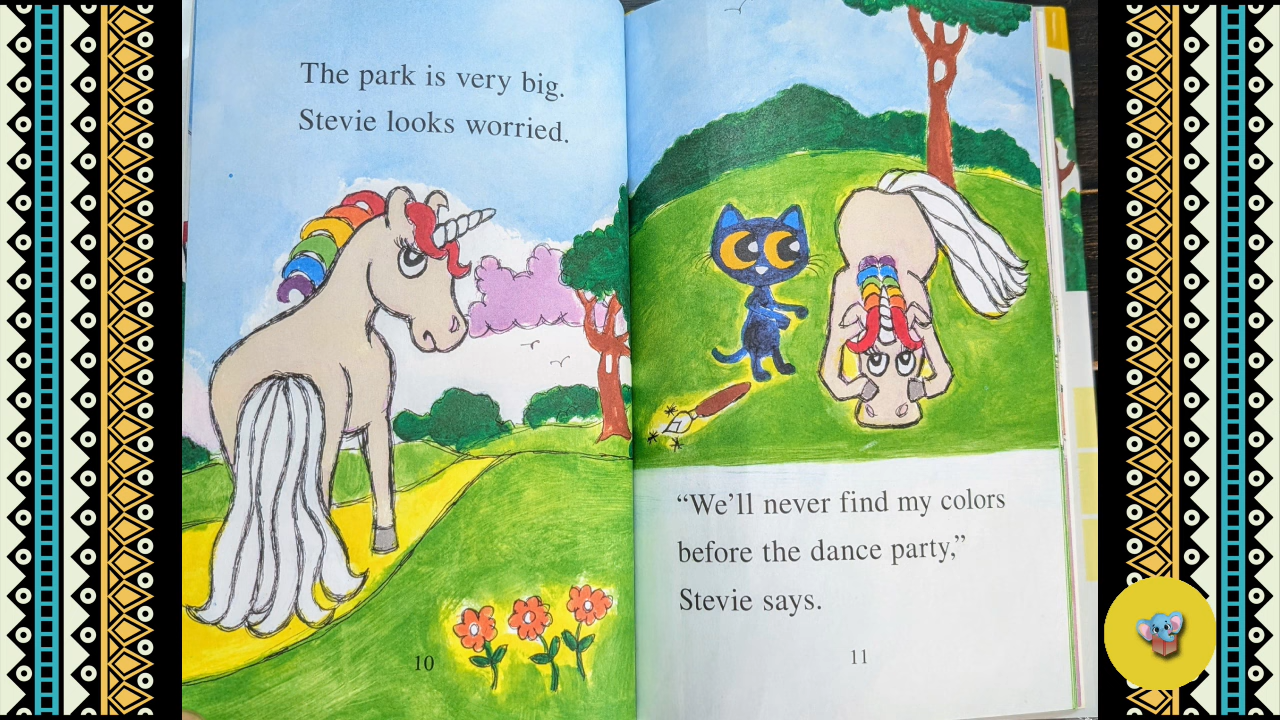 The park is very big.
Stevie looks worried.
10
“We’ll never find my colors
before the dance party,”
Stevie says.
11